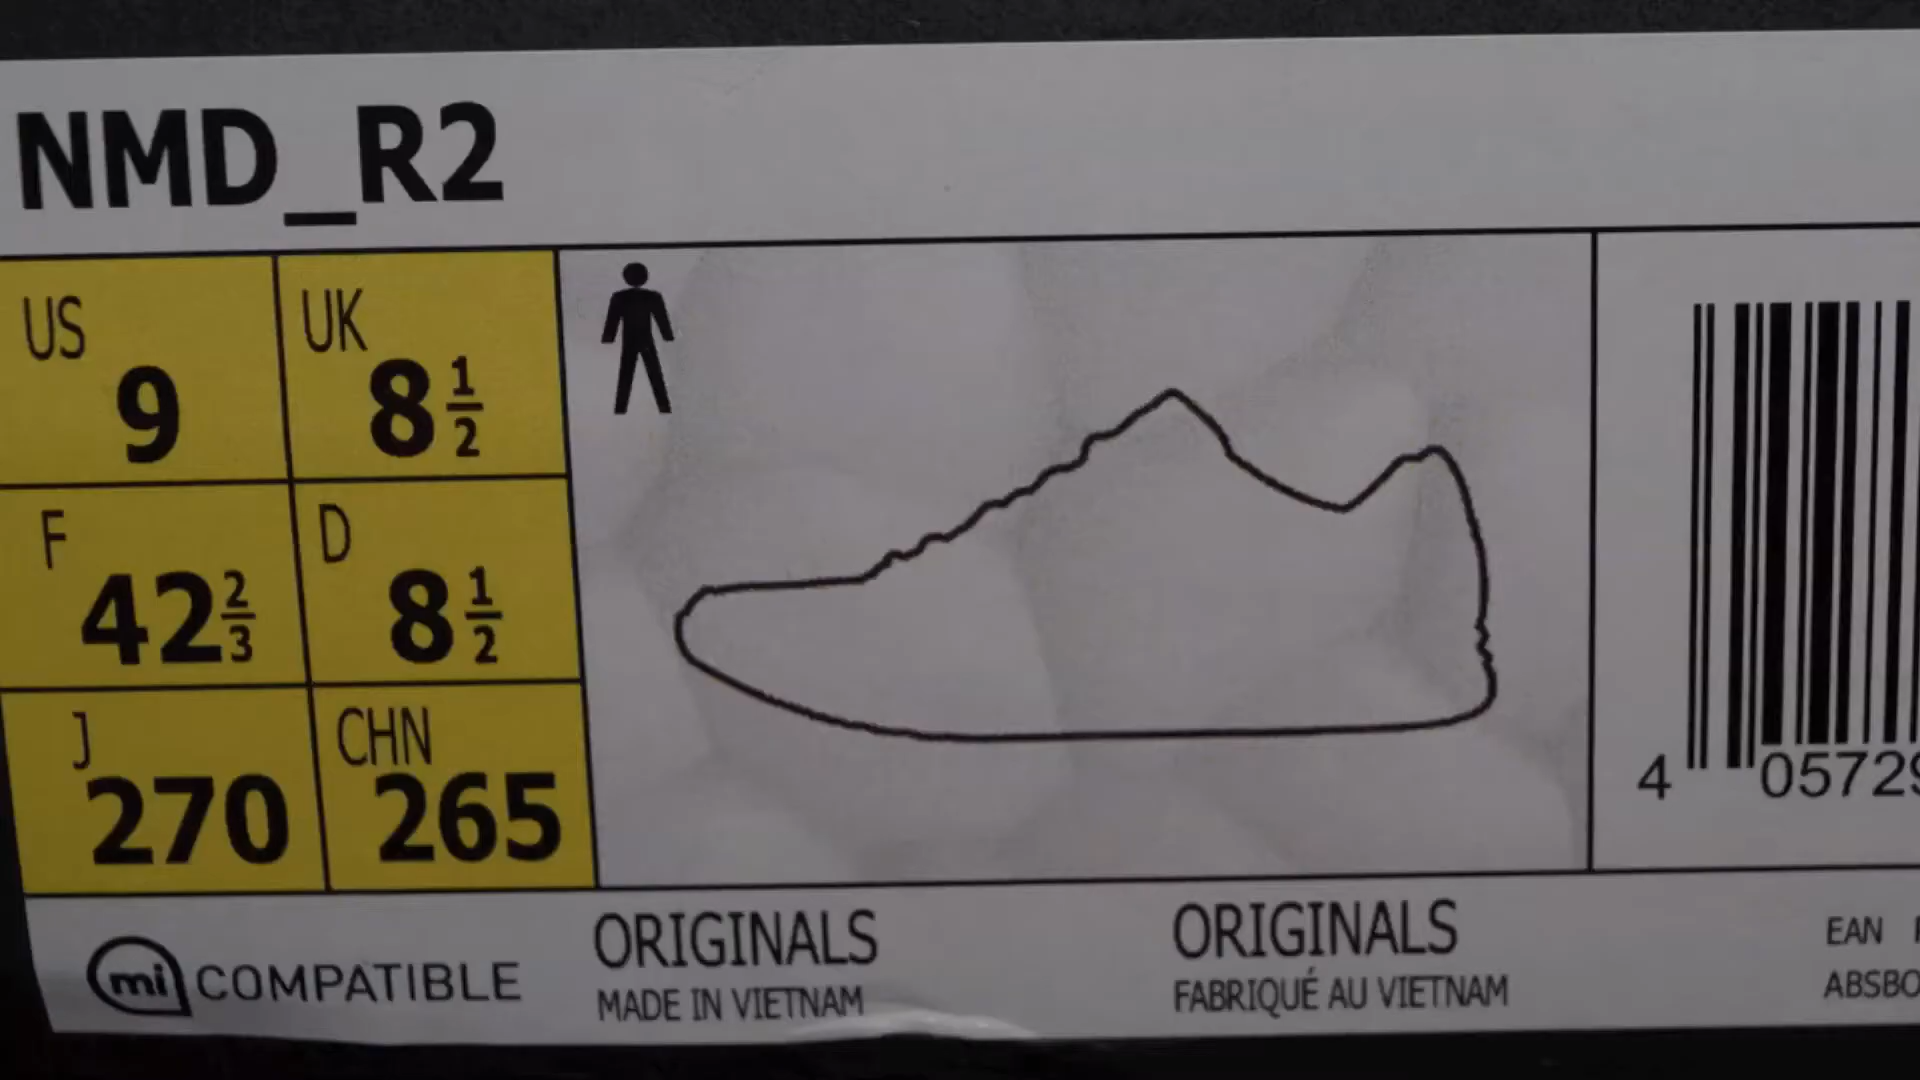 NMD_R2
US 9
UK 8 1/2
F 42 2/3
D 8 1/2
J 270
CHN 265
4 05729
mi COMPATIBLE
ORIGINALS
MADE IN VIETNAM
ORIGINALS
FABRIQUÉ AU VIETNAM
EAN
ABSBO